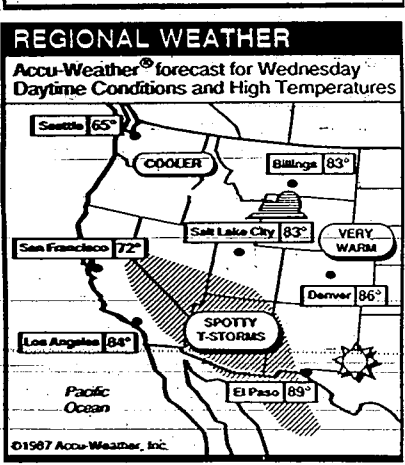 REGIONAL WEATHER
Accu-Weather® forecast for Wednesday
Daytime Conditions and High Temperatures
Seattle 65°
COOLER
Billings 83°
Salt Lake City 83°
VERY
WARM
San Francisco 72°
Denver 86°
SPOTTY
T-STORMS
Los Angeles 84°
El Paso 89°
Pacific
Ocean
©1987 Accu-Weather, Inc.